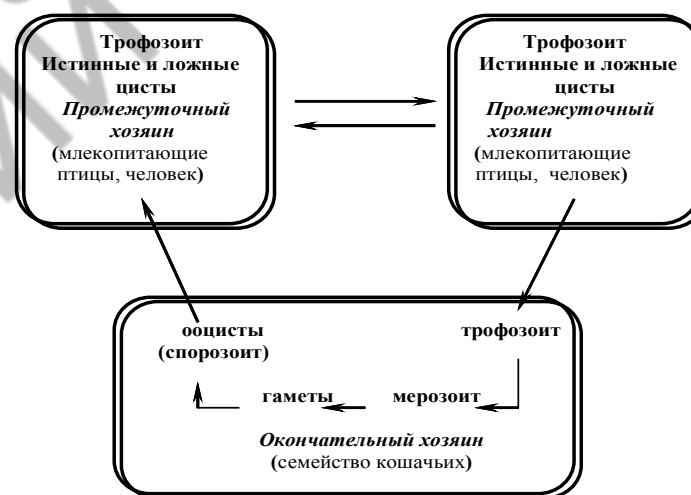 Трофозоит
Истинные и ложные
цисты
Промежуточный
хозяин
(млекопитающие
птицы, человек)
Трофозоит
Истинные и ложные
цисты
Промежуточный
хозяин
(млекопитающие
птицы, человек)
ооцисты
(спорозоит)
трофозоит
гаметы
мерозоит
Окончательный хозяин
(семейство кошачьих)